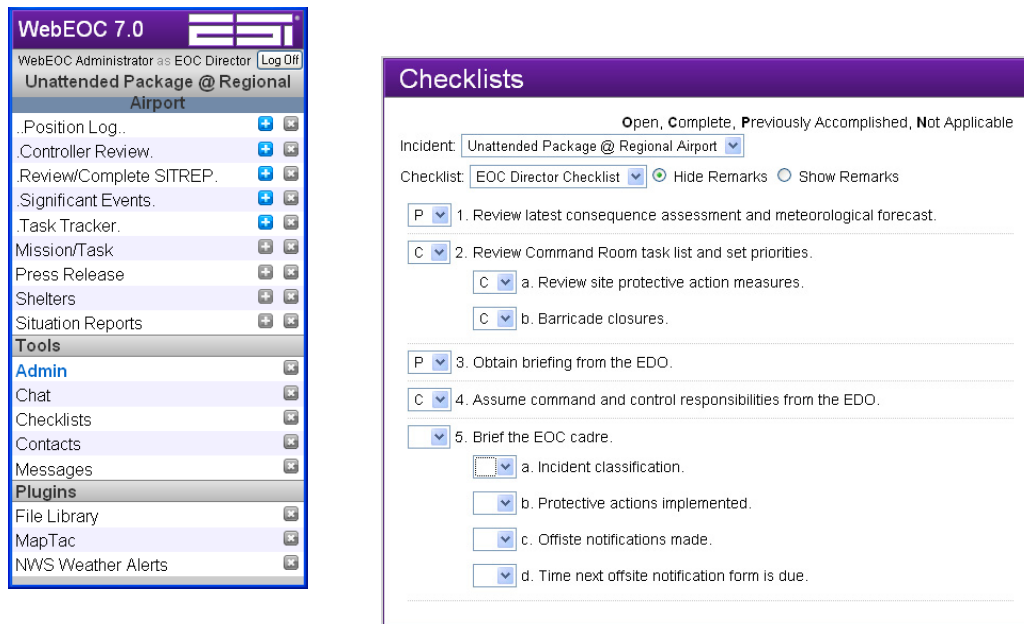 WebEOC 7.0
ESi
WebEOC Administrator as EOC Director Log Off
Unattended Package @ Regional
Airport
..Position Log..
.Controller Review.
.Review/Complete SITREP.
.Significant Events.
.Task Tracker.
Mission/Task
Press Release
Shelters
Situation Reports
Tools
Admin
Chat
Checklists
Contacts
Messages
Plugins
File Library
MapTac
NWS Weather Alerts
Checklists
Open, Complete, Previously Accomplished, Not Applicable
Incident: Unattended Package @ Regional Airport
Checklist: EOC Director Checklist Hide Remarks Show Remarks
P 1. Review latest consequence assessment and meteorological forecast.
C 2. Review Command Room task list and set priorities.
C a. Review site protective action measures.
C b. Barricade closures.
P 3. Obtain briefing from the EDO.
C 4. Assume command and control responsibilities from the EDO.
5. Brief the EOC cadre.
a. Incident classification.
b. Protective actions implemented.
c. Offiste notifications made.
d. Time next offsite notification form is due.